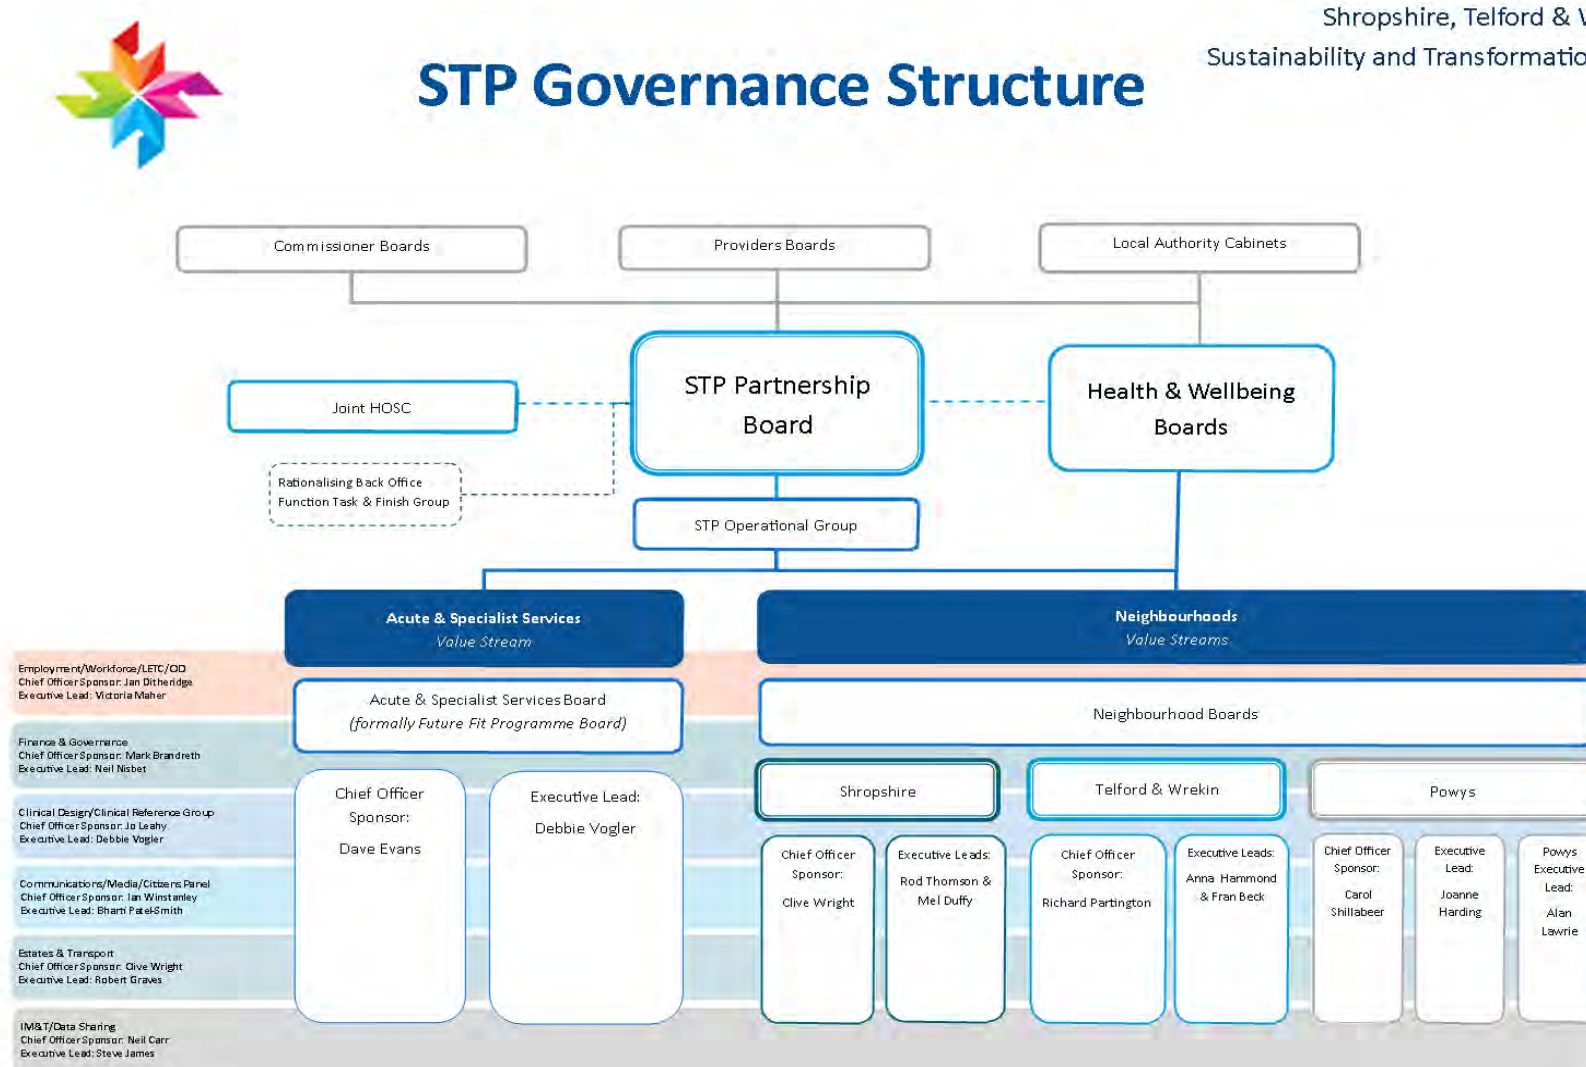 Shropshire, Telford &
Sustainability and
STP Governance Structure
Commissioner Boards
Providers Boards
Local Authority Cabinets
STP Partnership
Board
Health & Wellbeing
Boards
Joint HOSC
Rationalising Back Office
Function Task & Finish Group
STP Operational Group
Acute & Specialist Services
Value Stream
Neighbourhoods
Value Streams
Employment/Workforce/LETC/OD
Chief Officer Sponsor: Jan Ditheridge
Executive Lead: Victoria Maher
Acute & Specialist Services Board
(formally Future Fit Programme Board)
Neighbourhood Boards
Finance & Governance
Chief Officer Sponsor: Mark Brandreth
Executive Lead: Neil Nisbet
Clinical Design/Clinical Reference Group
Chief Officer Sponsor: Jo Leahy
Executive Lead: Debbie Vogler
Communications/Media/Citizens Panel
Chief Officer Sponsor: Ian Winstanley
Executive Lead: Bharti Patel-Smith
Estates & Transport
Chief Officer Sponsor: Clive Wright
Executive Lead: Robert Graves
IM&T/Data Sharing
Chief Officer Sponsor: Neil Carr
Executive Lead: Steve James
Chief Officer
Sponsor:
Dave Evans
Executive Lead:
Debbie Vogler
Shropshire
Chief Officer
Sponsor:
Clive Wright
Executive Leads:
Rod Thomson &
Mel Duffy
Telford & Wrekin
Chief Officer
Sponsor:
Richard Partington
Executive Leads:
Anna Hammond
& Fran Beck
Powys
Chief Officer
Sponsor:
Carol
Shillabeer
Executive
Lead:
Joanne
Harding
Powys
Executive
Lead:
Alan
Lawrie